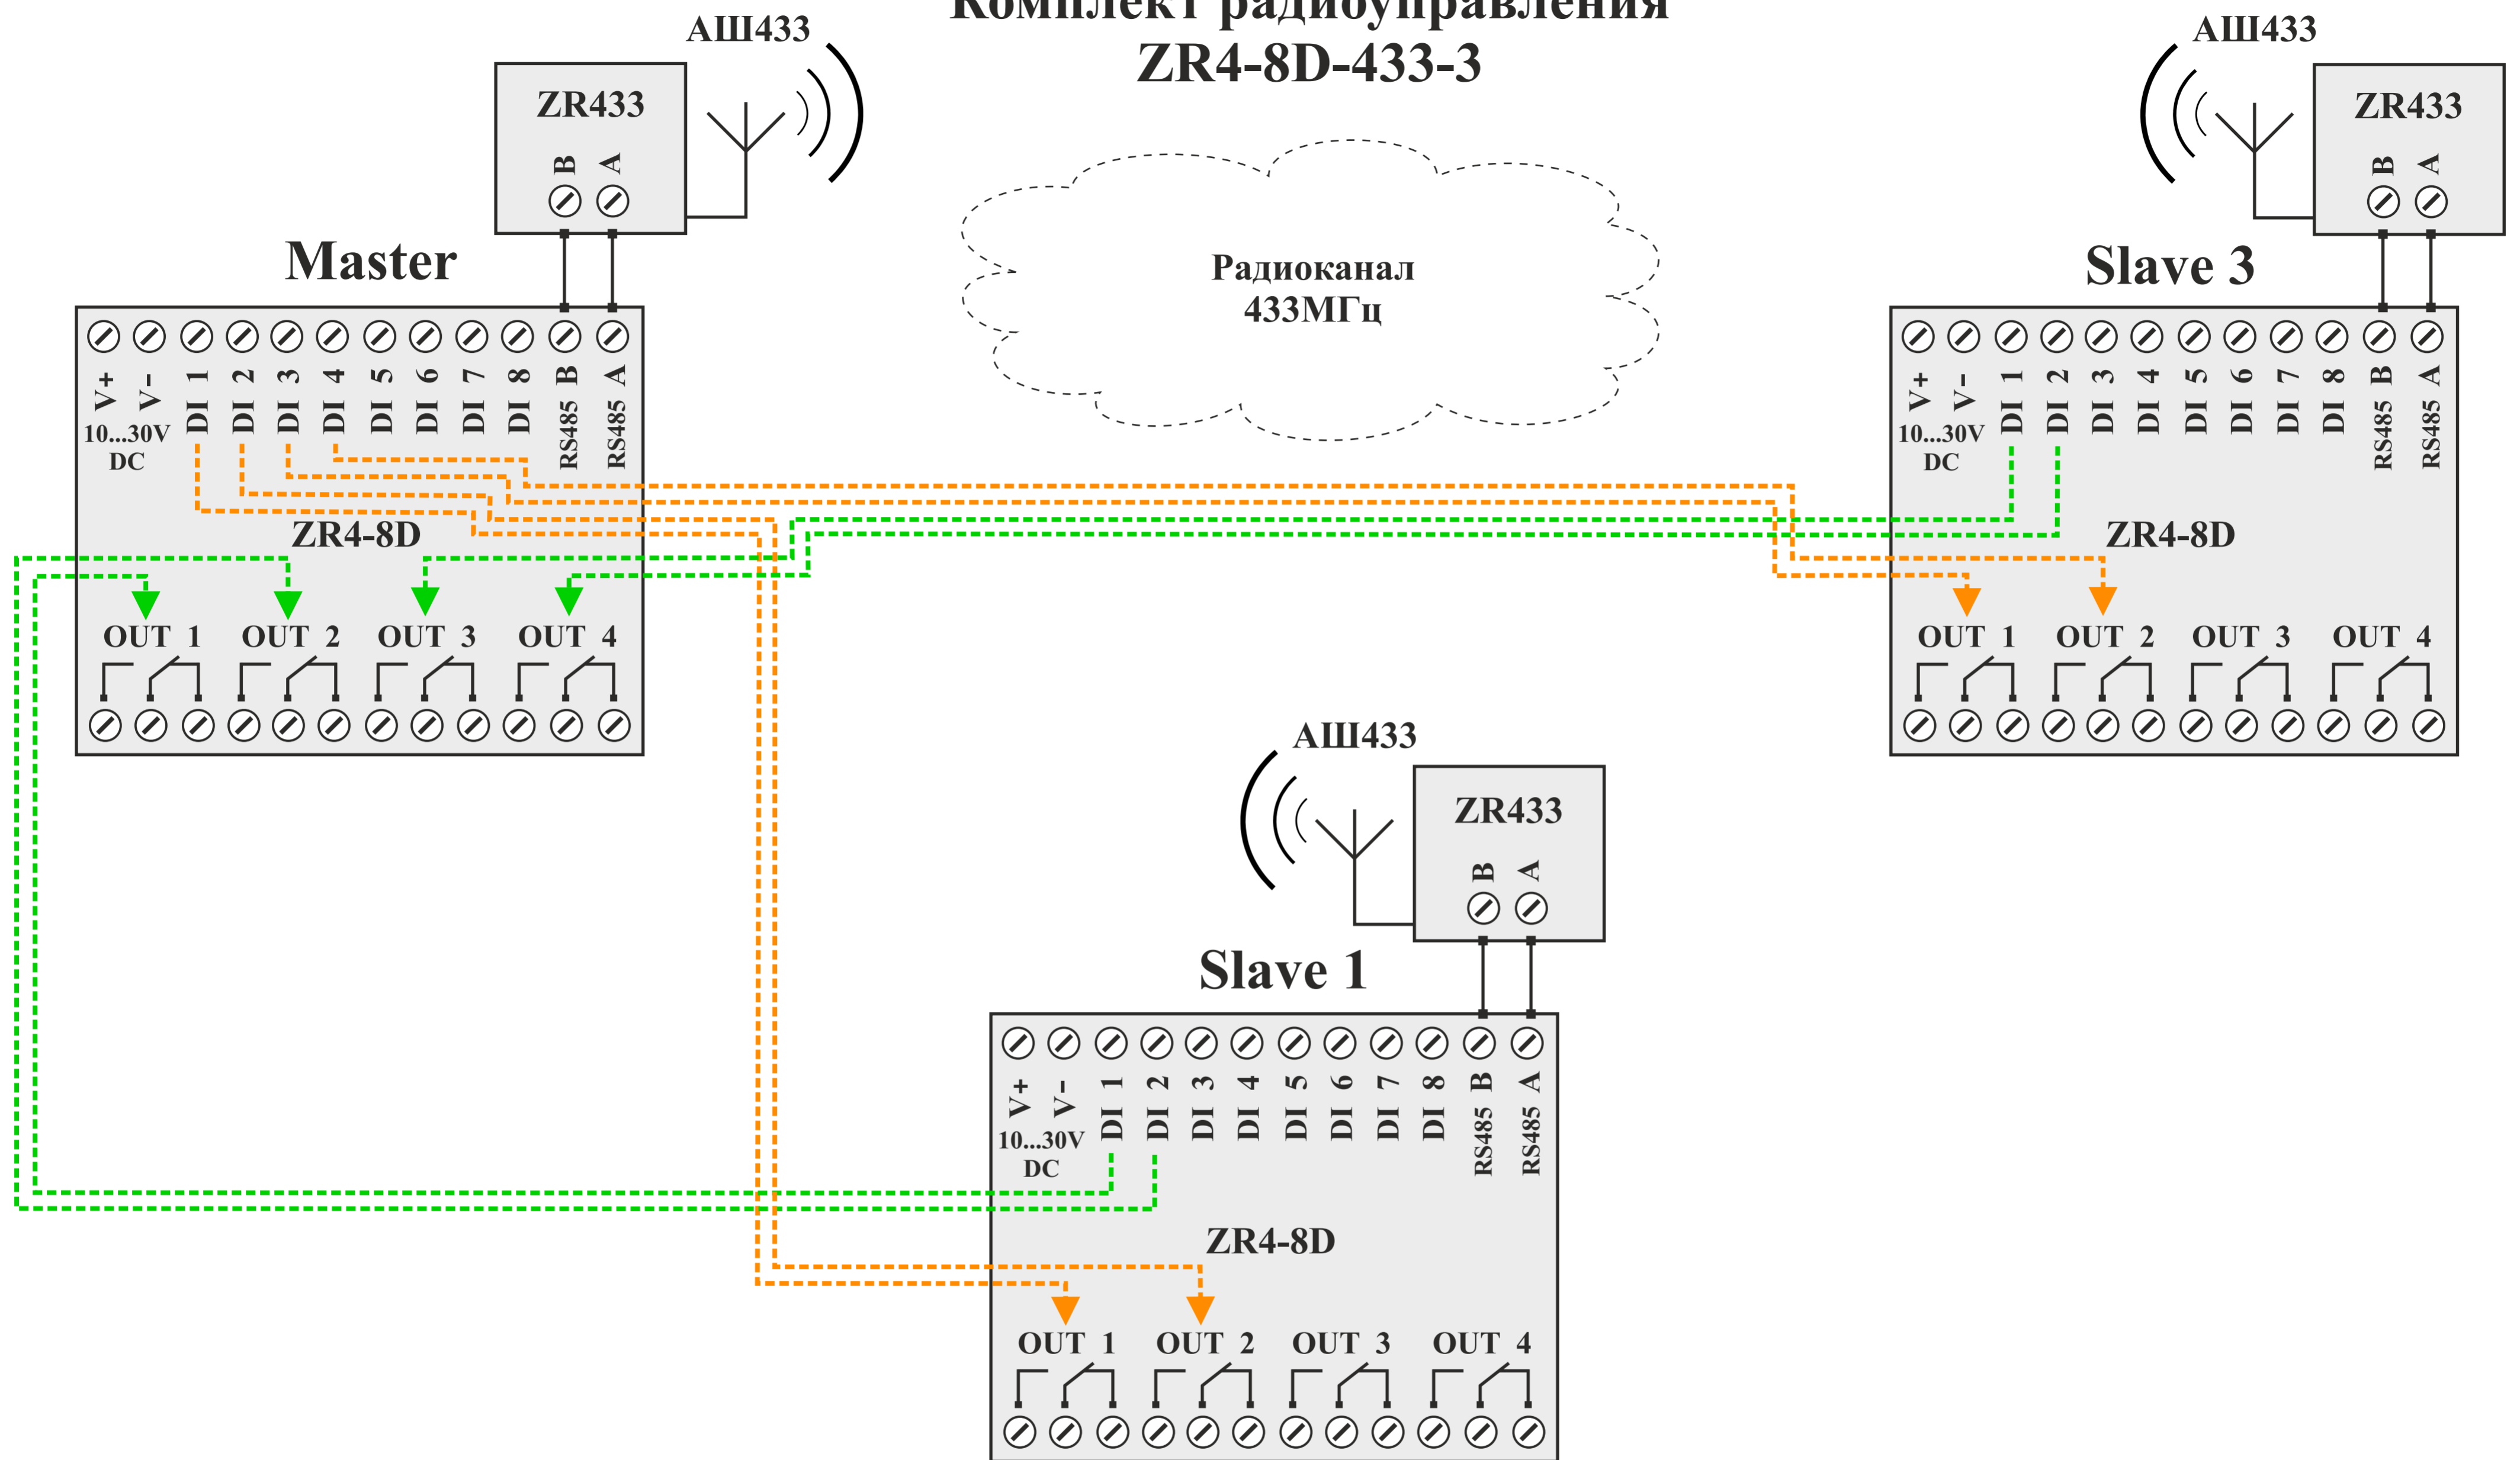 Комплект радиоуправления
ZR4-8D-433-3
АШ433
ZR433
B A
Master
V+ V- DI 1 DI 2 DI 3 DI 4 DI 5 DI 6 DI 7 DI 8 RS485 B RS485 A
10...30V
DC
ZR4-8D
OUT 1 OUT 2 OUT 3 OUT 4
Радиоканал
433МГц
АШ433
ZR433
B A
Slave 3
V+ V- DI 1 DI 2 DI 3 DI 4 DI 5 DI 6 DI 7 DI 8 RS485 B RS485 A
10...30V
DC
ZR4-8D
OUT 1 OUT 2 OUT 3 OUT 4
АШ433
ZR433
B A
Slave 1
V+ V- DI 1 DI 2 DI 3 DI 4 DI 5 DI 6 DI 7 DI 8 RS485 B RS485 A
10...30V
DC
ZR4-8D
OUT 1 OUT 2 OUT 3 OUT 4